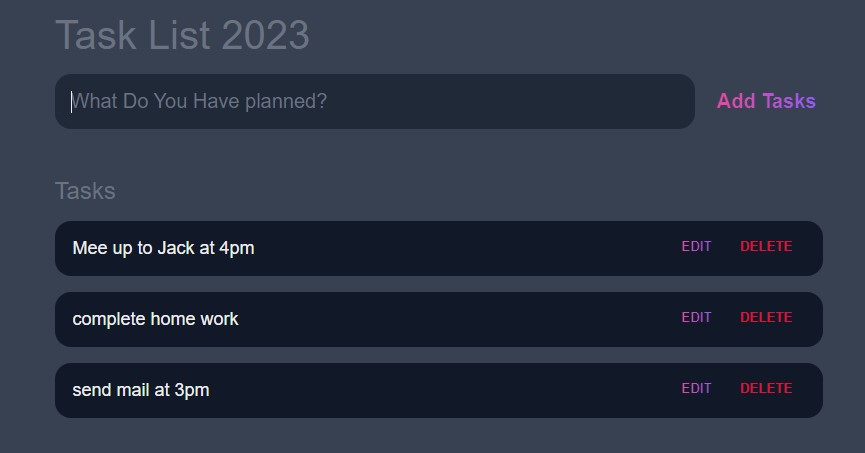 Task List 2023
What Do You Have planned? Add Tasks
Tasks
Mee up to Jack at 4pm EDIT DELETE
complete home work EDIT DELETE
send mail at 3pm EDIT DELETE